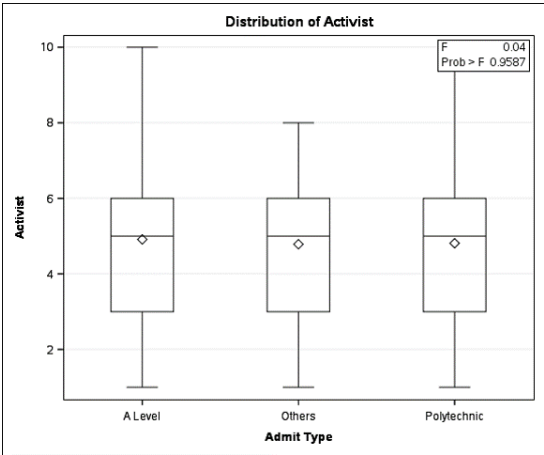 Distribution of Activist
F 0.04
Prob > F 0.9587
10
8
6
4
2
Activist
A Level
Others
Polytechnic
Admit Type